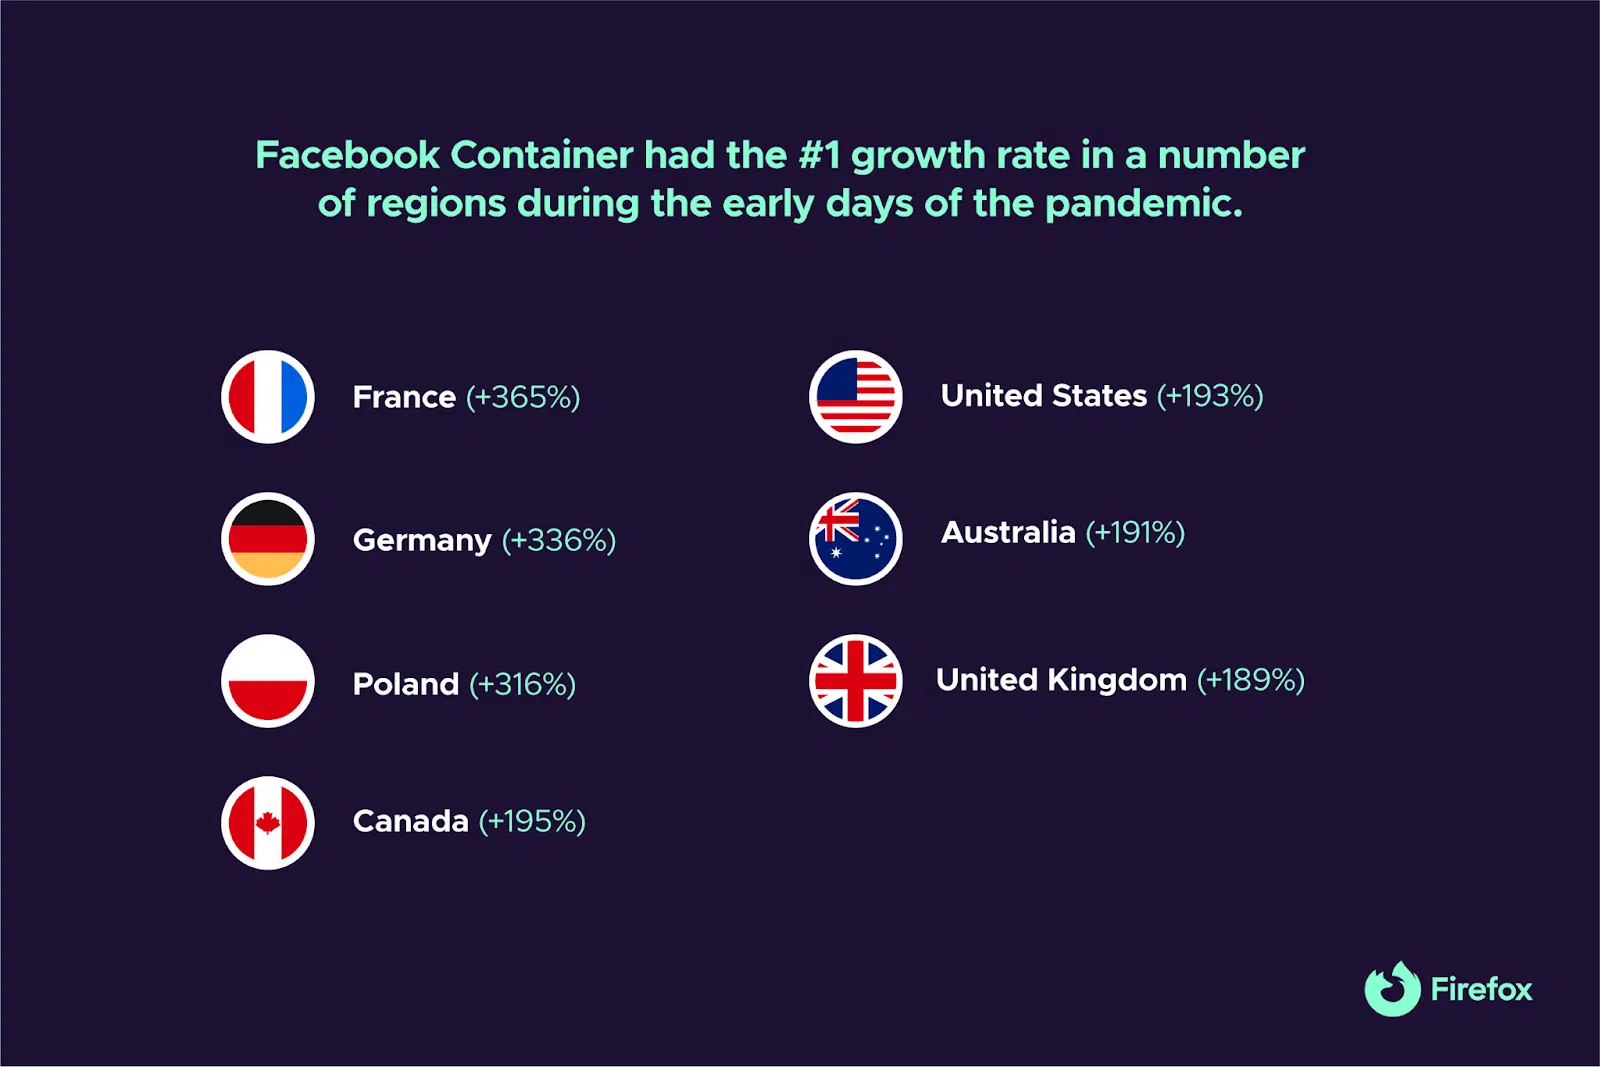 Facebook Container had the #1 growth rate in a number
of regions during the early days of the pandemic.
France (+365%)
Germany (+336%)
Poland (+316%)
Canada (+195%)
United States (+193%)
Australia (+191%)
United Kingdom (+189%)
Firefox